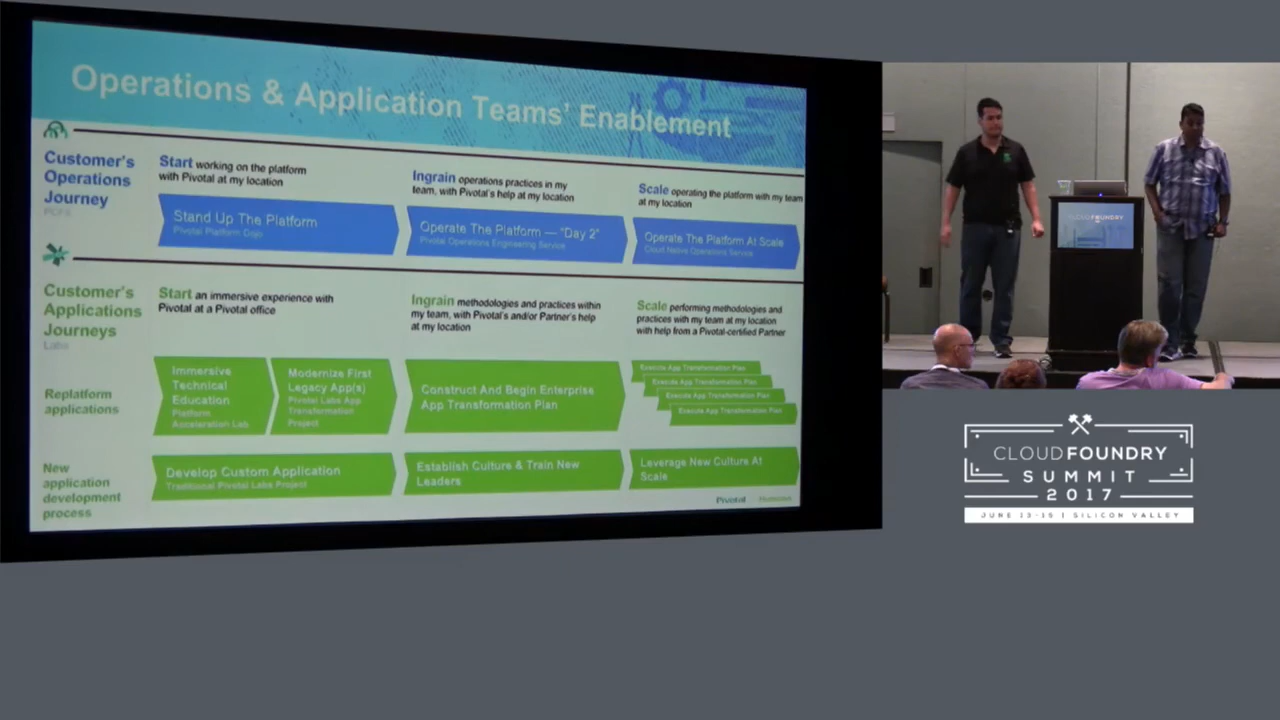 Operations & Application Teams' Enablement
Customer's
Operations
Journey
PCFS
Start working on the platform
with Pivotal at my location
Ingrain operations practices in my
team, with Pivotal's help at my location
Scale operating the platform with my team
at my location
Stand Up The Platform
Pivotal Platform Dojo
Operate The Platform — "Day 2"
Pivotal Operations Engineering Service
Operate The Platform At Scale
Cloud Native Operations Service
Customer's
Applications
Journeys
Labs
Start an immersive experience with
Pivotal at a Pivotal office
Ingrain methodologies and practices within
my team, with Pivotal's and/or Partner's help
at my location
Scale performing methodologies and
practices with my team at my location
with help from a Pivotal-certified Partner
Replatform
applications
Immersive
Technical
Education
Platform
Acceleration Lab
Modernize First
Legacy App(s)
Pivotal Labs App
Transformation
Project
Construct And Begin Enterprise
App Transformation Plan
Execute App Transformation Plan
Execute App Transformation Plan
Execute App Transformation Plan
Execute App Transformation Plan
New
application
development
process
Develop Custom Application
Traditional Pivotal Labs Project
Establish Culture & Train New
Leaders
Leverage New Culture At
Scale
Pivotal
CLOUDFOUNDRY
CLOUDFOUNDRY
SUMMIT
2017
JUNE 13-15 | SILICON VALLEY